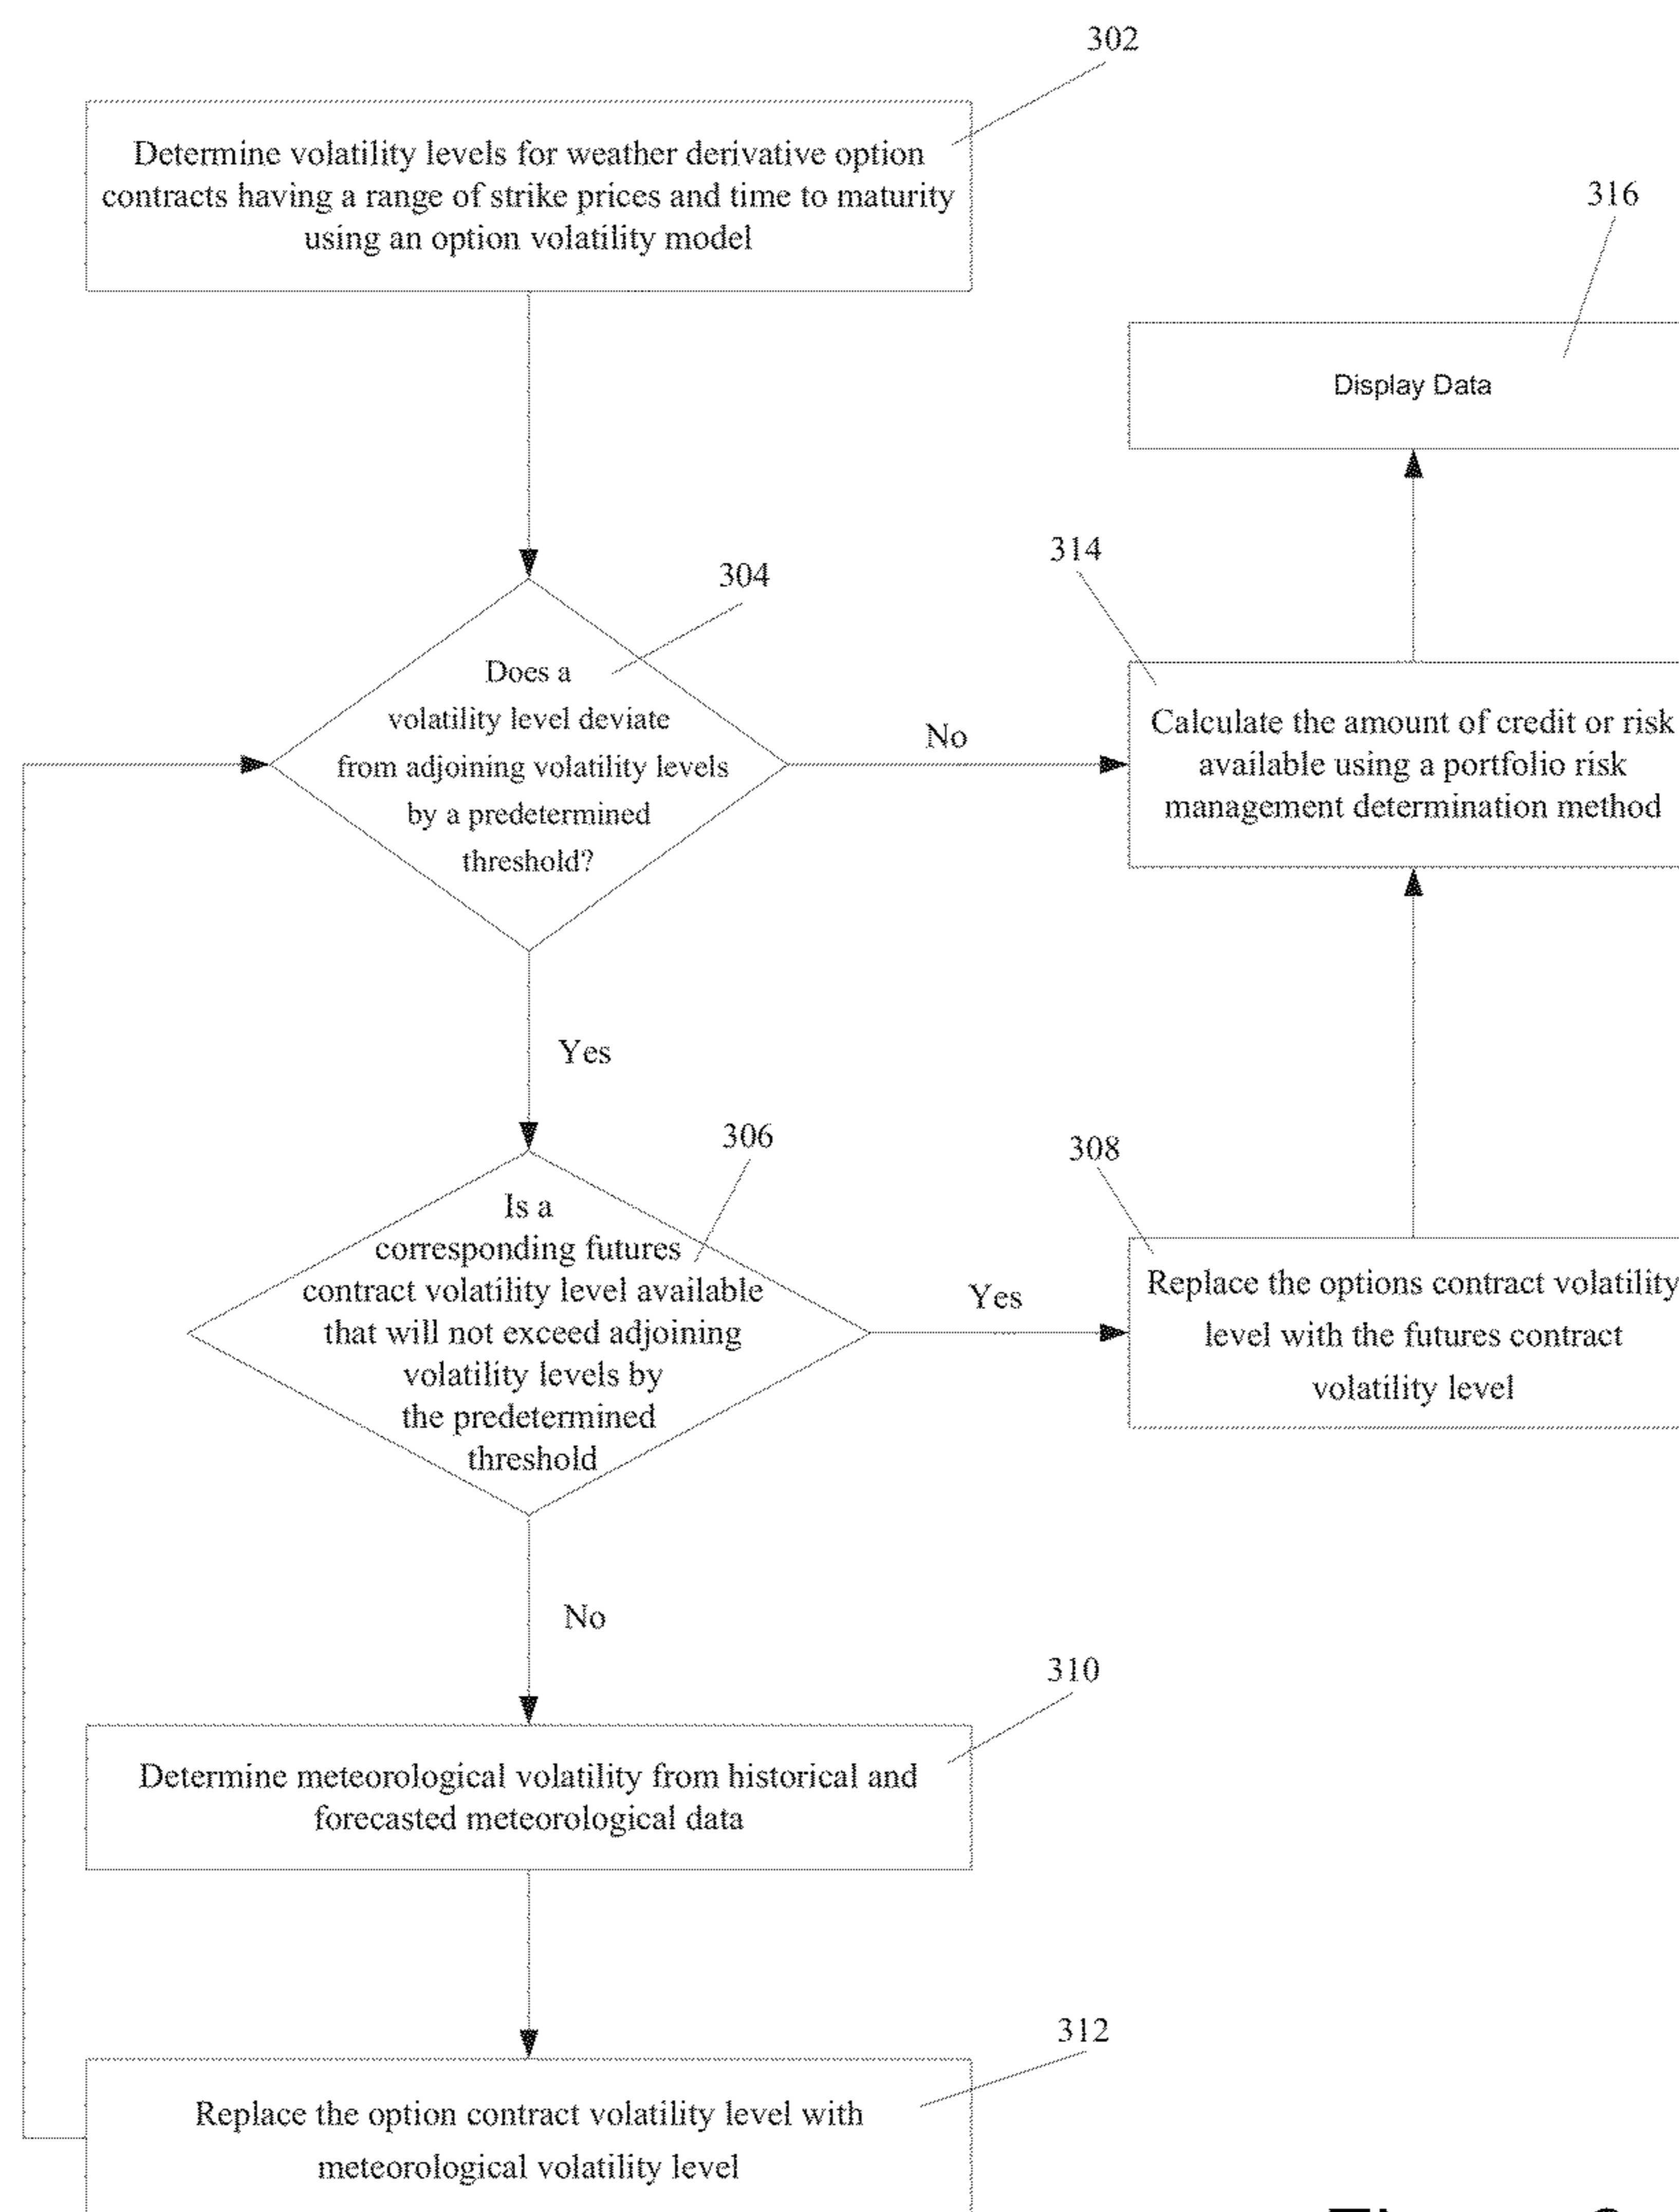 302
Determine volatility levels for weather derivative option
contracts having a range of strike prices and time to maturity
using an option volatility model
316
Display Data
304
Does a
volatility level deviate
from adjoining volatility levels
by a predetermined
threshold?
No
314
Calculate the amount of credit or risk
available using a portfolio risk
management determination method
Yes
306
Is a
corresponding futures
contract volatility level available
that will not exceed adjoining
volatility levels by
the predetermined
threshold
Yes
308
Replace the options contract volatility
level with the futures contract
volatility level
No
310
Determine meteorological volatility from historical and
forecasted meteorological data
312
Replace the option contract volatility level with
meteorological volatility level